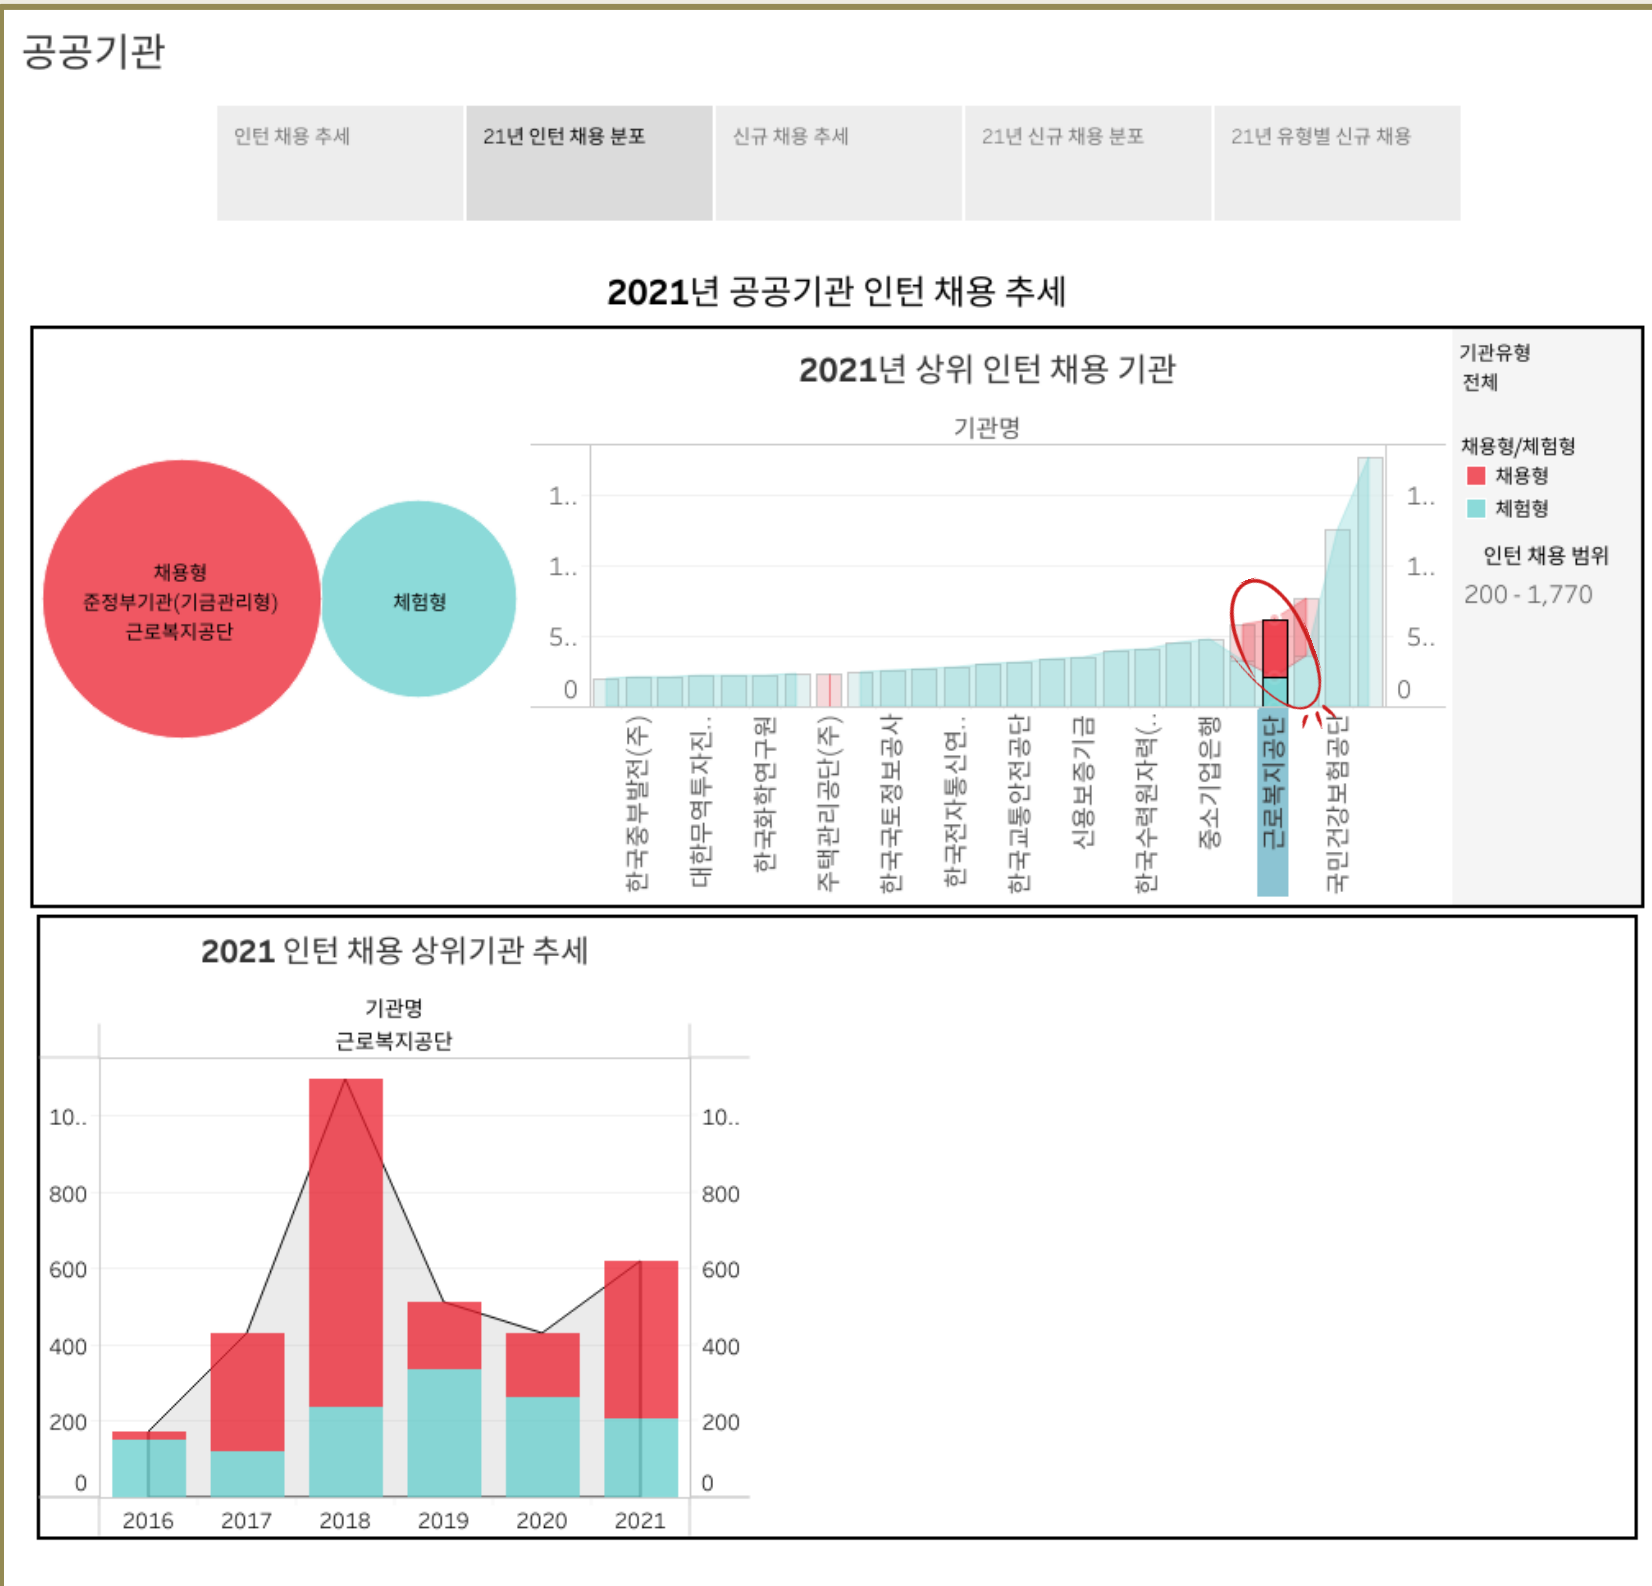 공공기관
인턴 채용 추세
21년 인턴 채용 분포
신규 채용 추세
21년 신규 채용 분포
21년 유형별 신규 채용
2021년 공공기관 인턴 채용 추세
2021년 상위 인턴 채용 기관
기관명
채용형
준정부기관(기금관리형)
근로복지공단
체험형
1..
1..
5..
0
1..
1..
5..
0
한국중부발전(주)
대한무역투자진..
한국화학연구원
주택관리공단(주)
한국국토정보공사
한국전자통신연..
한국교통안전공단
신용보증기금
한국수력원자력(..
중소기업은행
근로복지공단
국민건강보험공단
기관유형
전체
채용형/체험형
채용형
체험형
인턴 채용 범위
200 - 1,770
2021 인턴 채용 상위기관 추세
기관명
근로복지공단
10..
800
600
400
200
0
10..
800
600
400
200
0
2016 2017 2018 2019 2020 2021